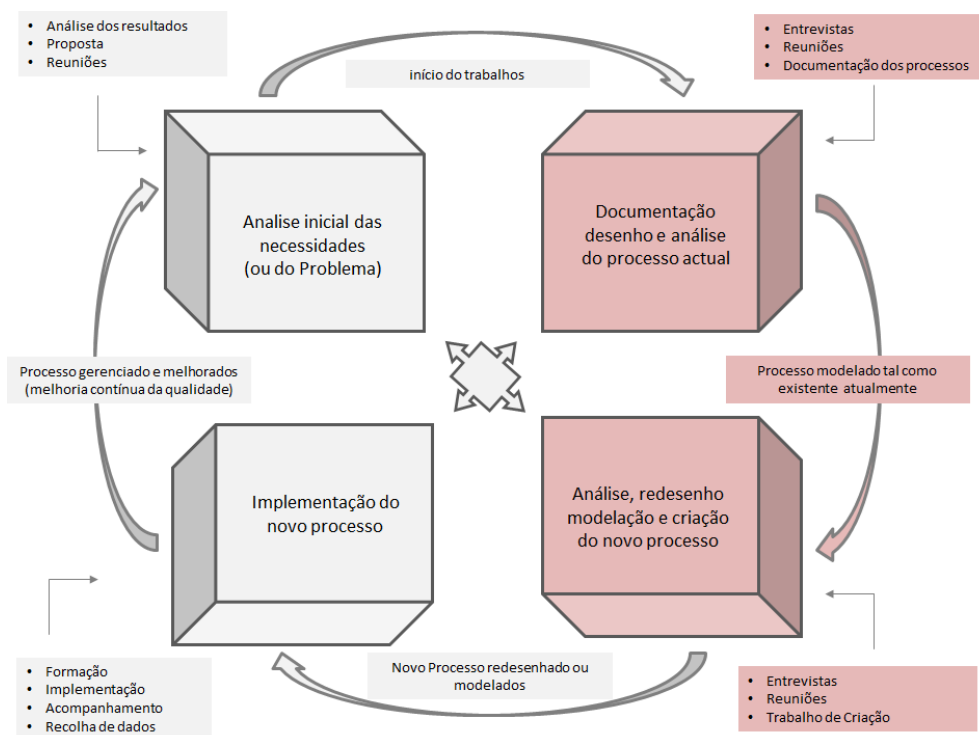 • Análise dos resultados
• Proposta
• Reuniões
início do trabalhos
• Entrevistas
• Reuniões
• Documentação dos processos
Analise inicial das
necessidades
(ou do Problema)
Documentação
desenho e análise
do processo actual
Processo gerenciado e melhorados
(melhoria contínua da qualidade)
Processo modelado tal como
existente atualmente
Implementação do
novo processo
Análise, redesenho
modelação e criação
do novo processo
• Formação
• Implementação
• Acompanhamento
• Recolha de dados
Novo Processo redesenhado ou
modelados
• Entrevistas
• Reuniões
• Trabalho de Criação